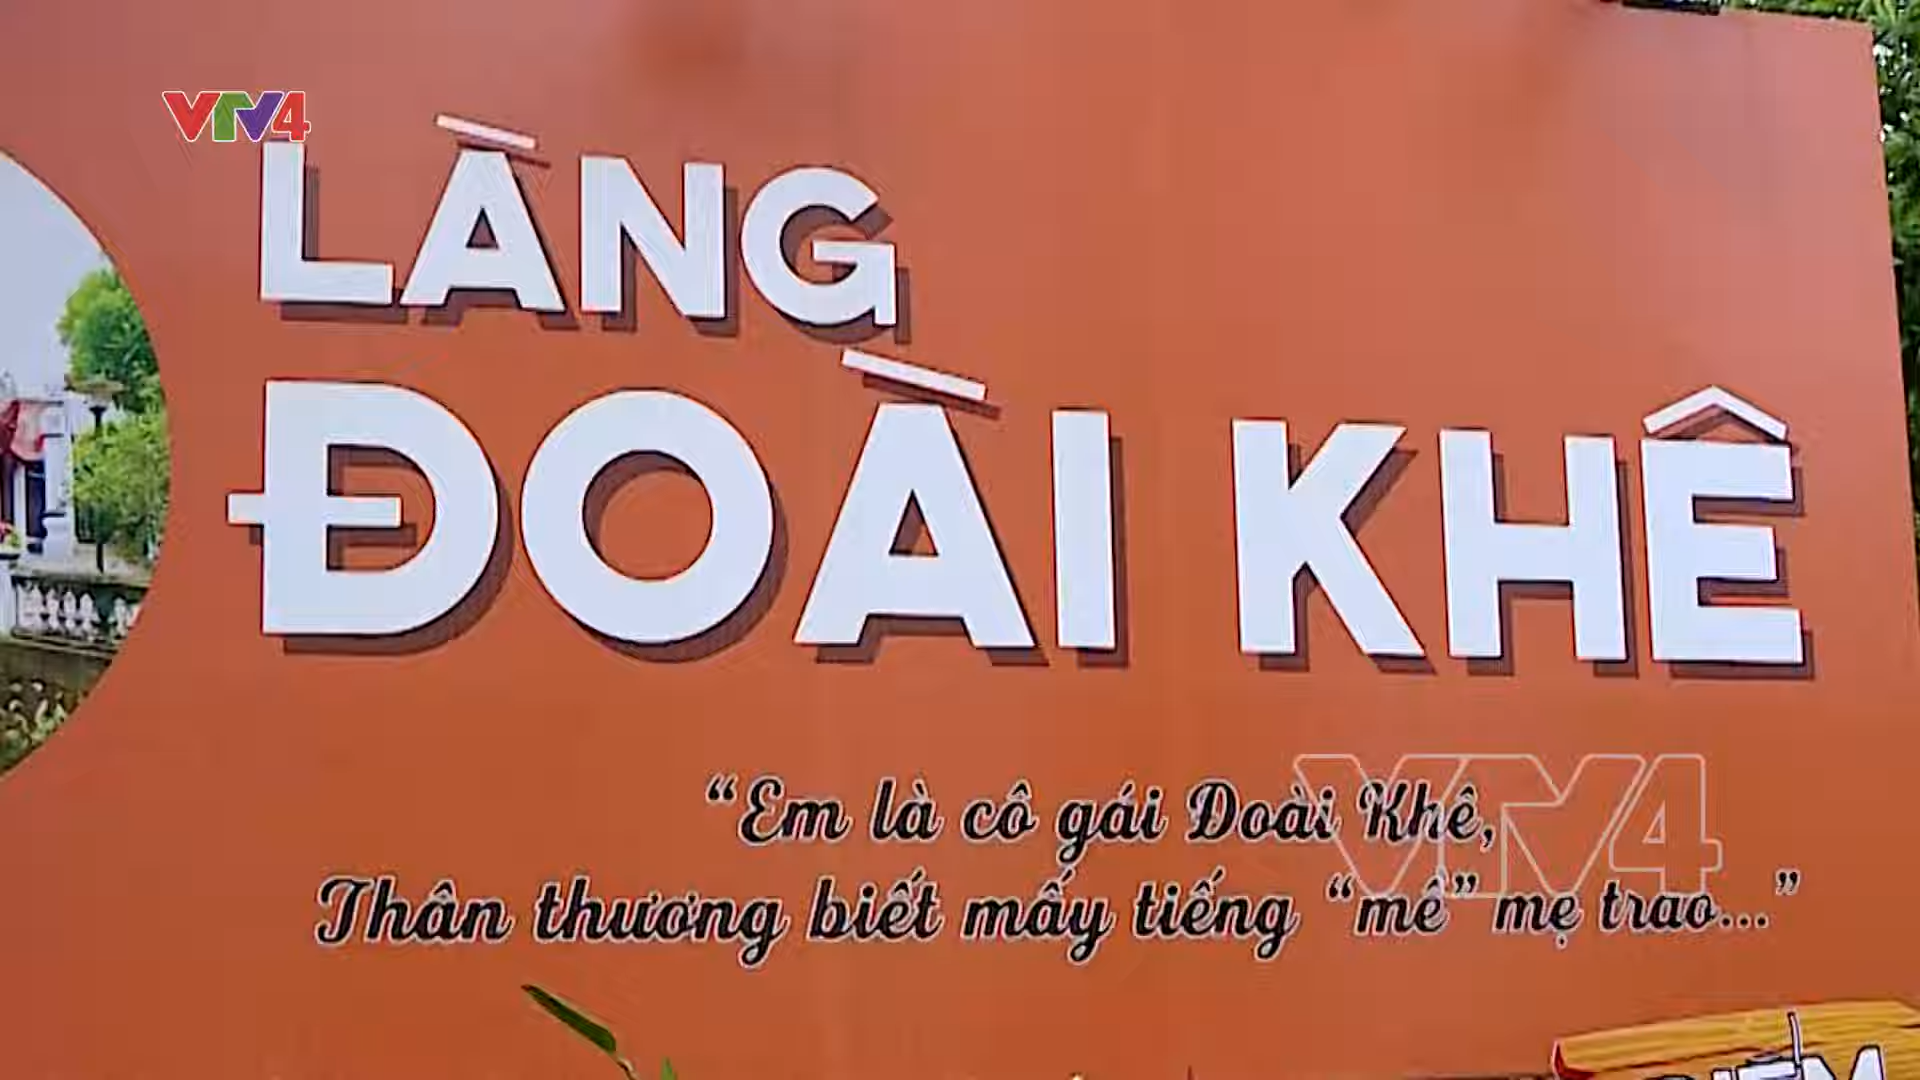 VTV4
LÀNG
ĐOÀI KHÊ
“Em là cô gái Đoài Khê,
VTV4
Thân thương biết mấy tiếng “mê” mẹ trao...”